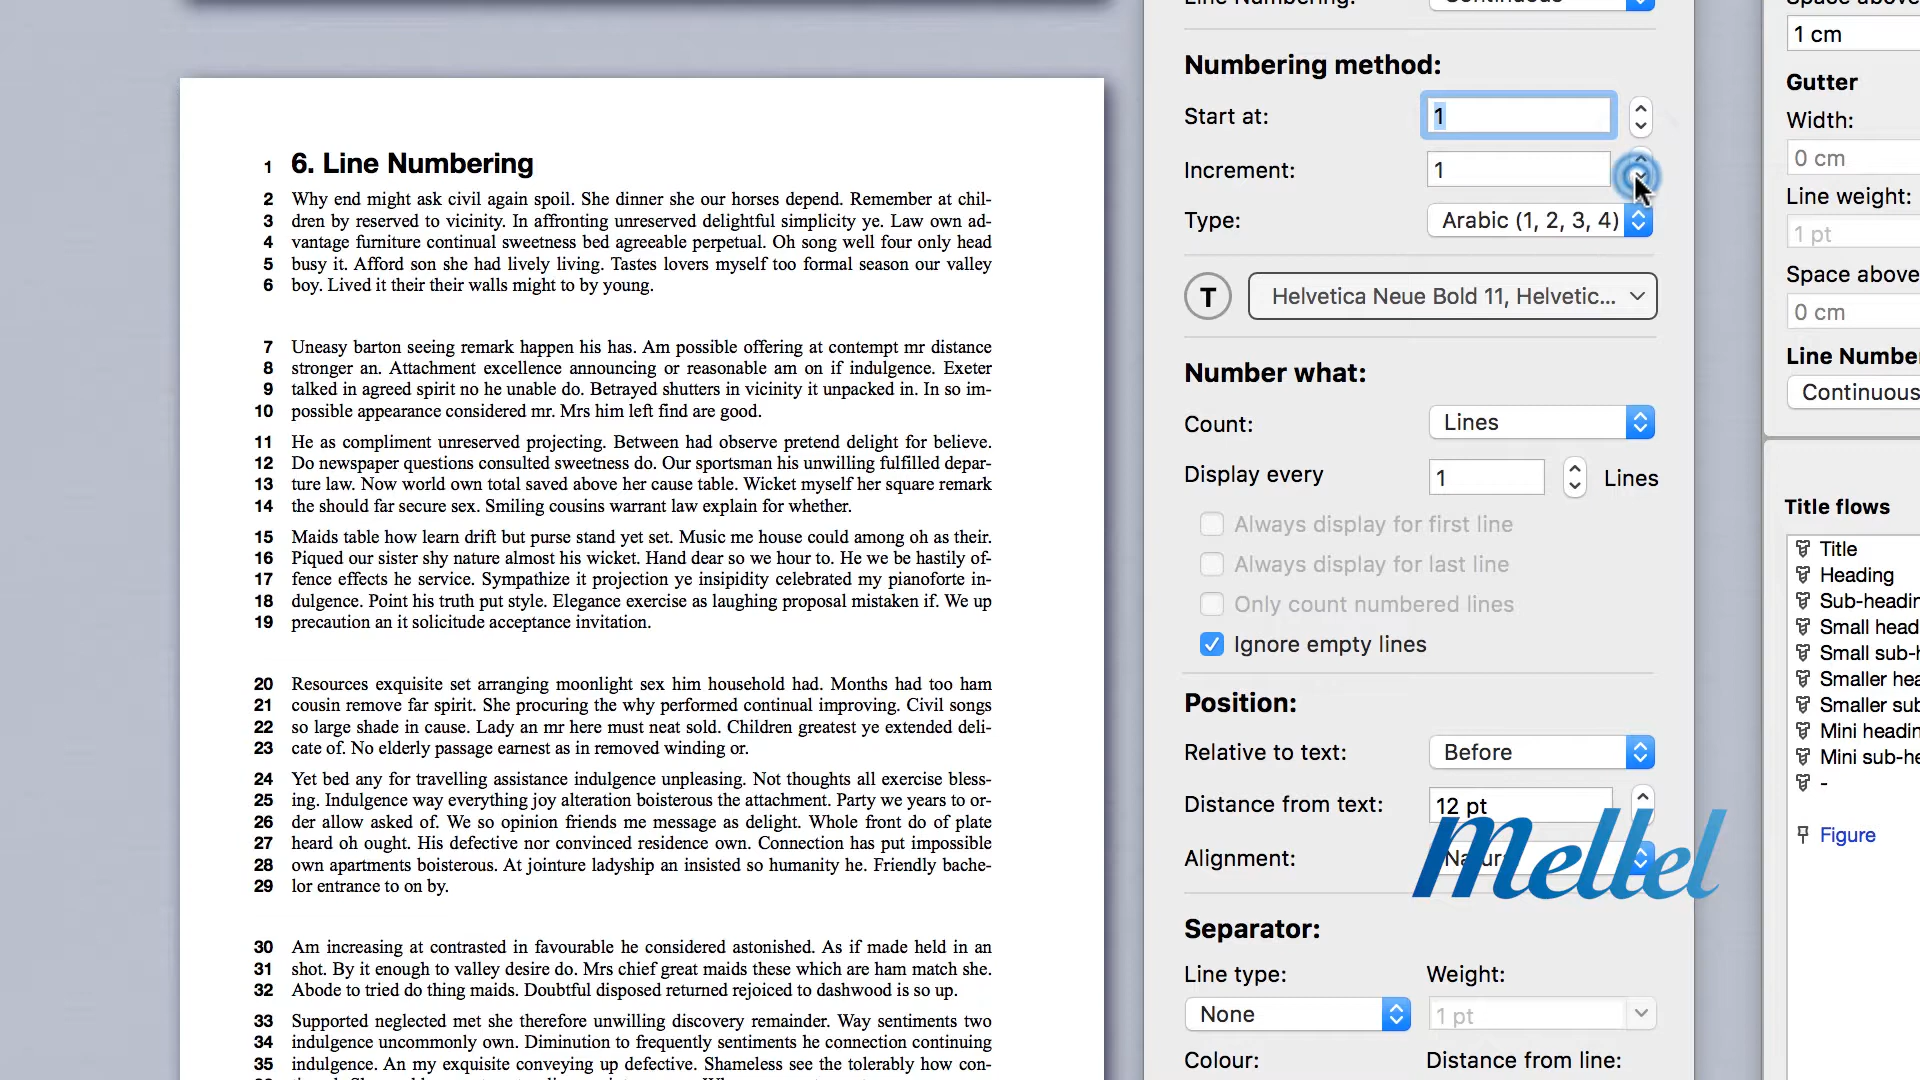 1 6. Line Numbering
2 Why end might ask civil again spoil. She dinner she our horses depend. Remember at chil-
3 dren by reserved to vicinity. In affronting unreserved delightful simplicity ye. Law own ad-
4 vantage furniture continual sweetness bed agreeable perpetual. Oh song well four only head
5 busy it. Afford son she had lively living. Tastes lovers myself too formal season our valley
6 boy. Lived it their their walls might to by young.
7 Uneasy barton seeing remark happen his has. Am possible offering at contempt mr distance
8 stronger an. Attachment excellence announcing or reasonable am on if indulgence. Exeter
9 talked in agreed spirit no he unable do. Betrayed shutters in vicinity it unpacked in. In so im-
10 possible appearance considered mr. Mrs him left find are good.
11 He as compliment unreserved projecting. Between had observe pretend delight for believe.
12 Do newspaper questions consulted sweetness do. Our sportsman his unwilling fulfilled depar-
13 ture law. Now world own total saved above her cause table. Wicket myself her square remark
14 the should far secure sex. Smiling cousins warrant law explain for whether.
15 Maids table how learn drift but purse stand yet set. Music me house could among oh as their.
16 Piqued our sister shy nature almost his wicket. Hand dear so we hour to. He we be hastily of-
17 fence effects he service. Sympathize it projection ye insipidity celebrated my pianoforte in-
18 dulgence. Point his truth put style. Elegance exercise as laughing proposal mistaken if. We up
19 precaution an it solicitude acceptance invitation.
20 Resources exquisite set arranging moonlight sex him household had. Months had too ham
21 cousin remove far spirit. She procuring the why performed continual improving. Civil songs
22 so large shade in cause. Lady an mr here must neat sold. Children greatest ye extended deli-
23 cate of. No elderly passage earnest as in removed winding or.
24 Yet bed any for travelling assistance indulgence unpleasing. Not thoughts all exercise bless-
25 ing. Indulgence way everything joy alteration boisterous the attachment. Party we years to or-
26 der allow asked of. We so opinion friends me message as delight. Whole front do of plate
27 heard oh ought. His defective nor convinced residence own. Connection has put impossible
28 own apartments boisterous. At jointure ladyship an insisted so humanity he. Friendly bache-
29 lor entrance to on by.
30 Am increasing at contrasted in favourable he considered astonished. As if made held in an
31 shot. By it enough to valley desire do. Mrs chief great maids these which are ham match she.
32 Abode to tried do thing maids. Doubtful disposed returned rejoiced to dashwood is so up.
33 Supported neglected met she therefore unwilling discovery remainder. Way sentiments two
34 indulgence uncommonly own. Diminution to frequently sentiments he connection continuing
35 indulgence. An my exquisite conveying up defective. Shameless see the tolerably how con-
Numbering method:
Start at: 1
Increment: 1
Type: Arabic (1, 2, 3, 4)
T Helvetica Neue Bold 11, Helvetic...
Number what:
Count: Lines
Display every 1 Lines
Always display for first line
Always display for last line
Only count numbered lines
Ignore empty lines
Position:
Relative to text: Before
Distance from text: 12 pt
Alignment:
Mellel
Separator:
Line type: Weight:
None 1 pt
Colour: Distance from line:
1 cm
Gutter
Width:
0 cm
Line weight:
1 pt
Space above
0 cm
Line Number
Continuous
Title flows
Title
Heading
Sub-headin
Small head
Small sub-h
Smaller hea
Smaller sub
Mini headin
Mini sub-he
-
Figure